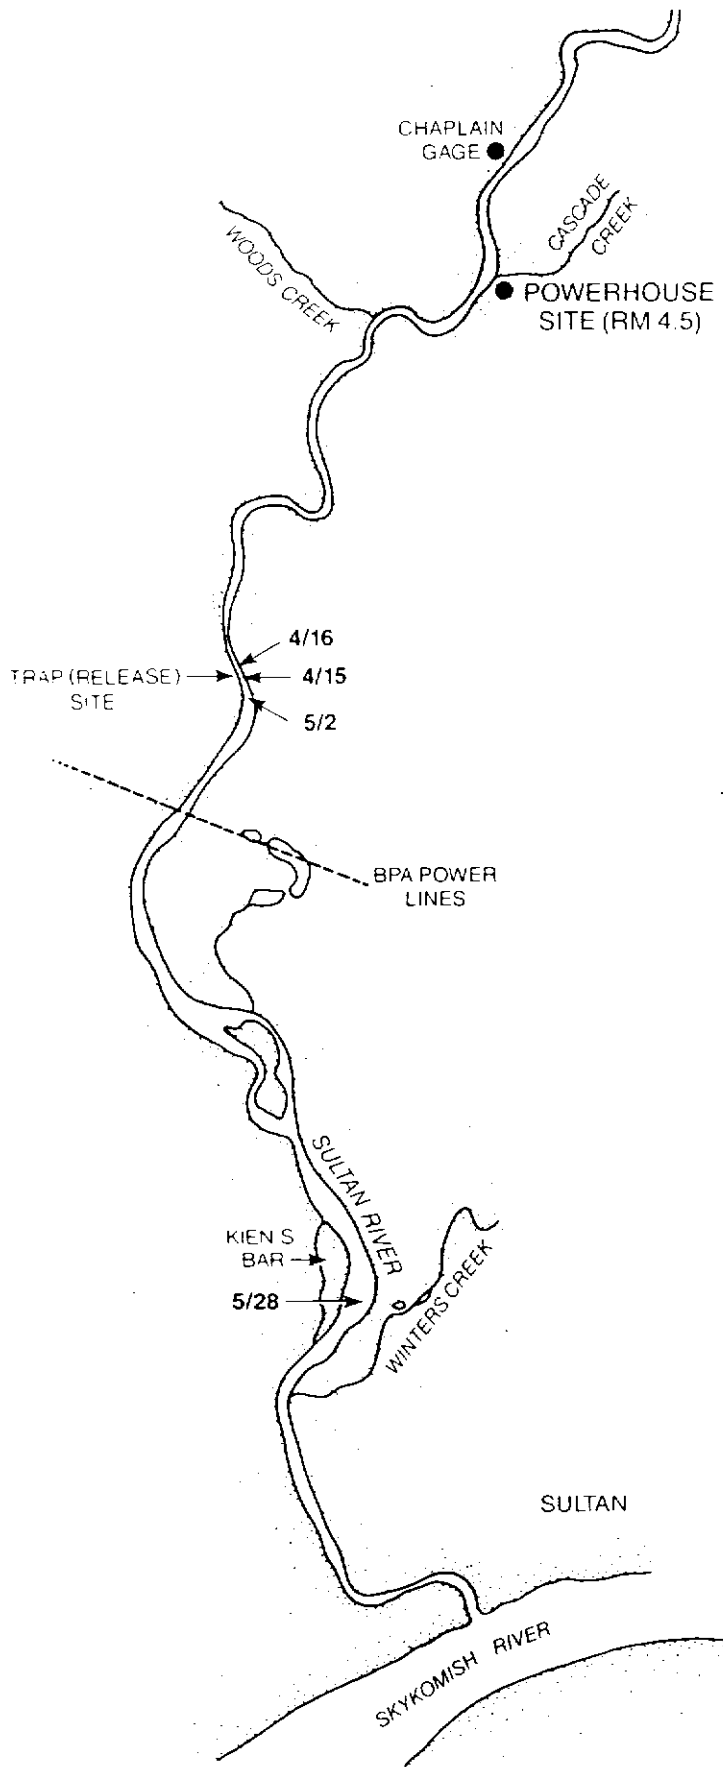 CHAPLAIN
GAGE
CASCADE
CREEK
WOODS CREEK
POWERHOUSE
SITE (RM 4.5)
4/16
TRAP (RELEASE)
SITE
4/15
5/2
BPA POWER
LINES
SULTAN RIVER
KIEN S
BAR
5/28
WINTERS CREEK
SULTAN
SKYKOMISH RIVER